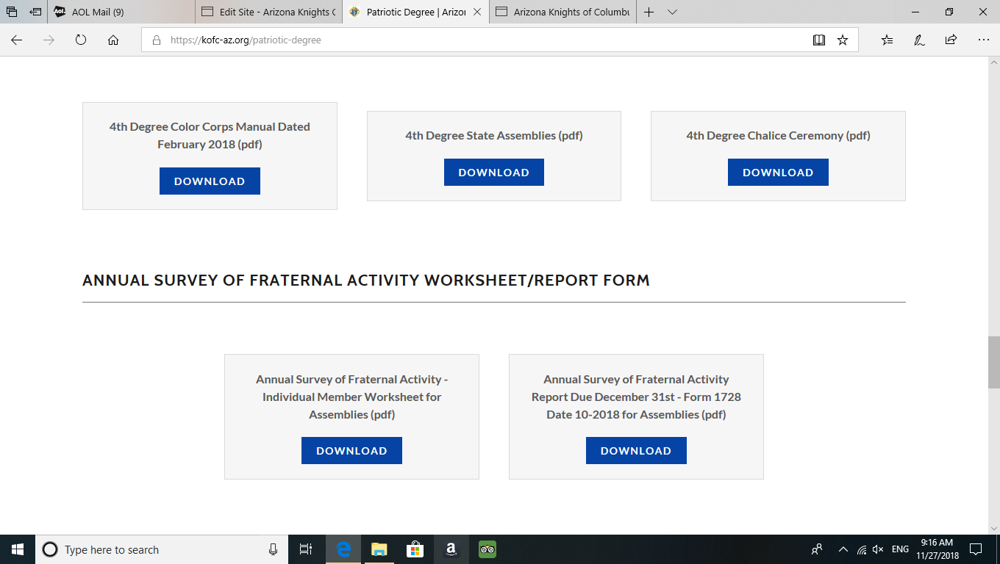 AOL Mail (9)
Edit Site - Arizona Knights C
Patriotic Degree | Arizo
Arizona Knights of Columbu
https://kofc-az.org/patriotic-degree
4th Degree Color Corps Manual Dated
February 2018 (pdf)
DOWNLOAD
4th Degree State Assemblies (pdf)
DOWNLOAD
4th Degree Chalice Ceremony (pdf)
DOWNLOAD
ANNUAL SURVEY OF FRATERNAL ACTIVITY WORKSHEET/REPORT FORM
Annual Survey of Fraternal Activity -
Individual Member Worksheet for
Assemblies (pdf)
DOWNLOAD
Annual Survey of Fraternal Activity
Report Due December 31st - Form 1728
Date 10-2018 for Assemblies (pdf)
DOWNLOAD
Type here to search
ENG
9:16 AM
11/27/2018